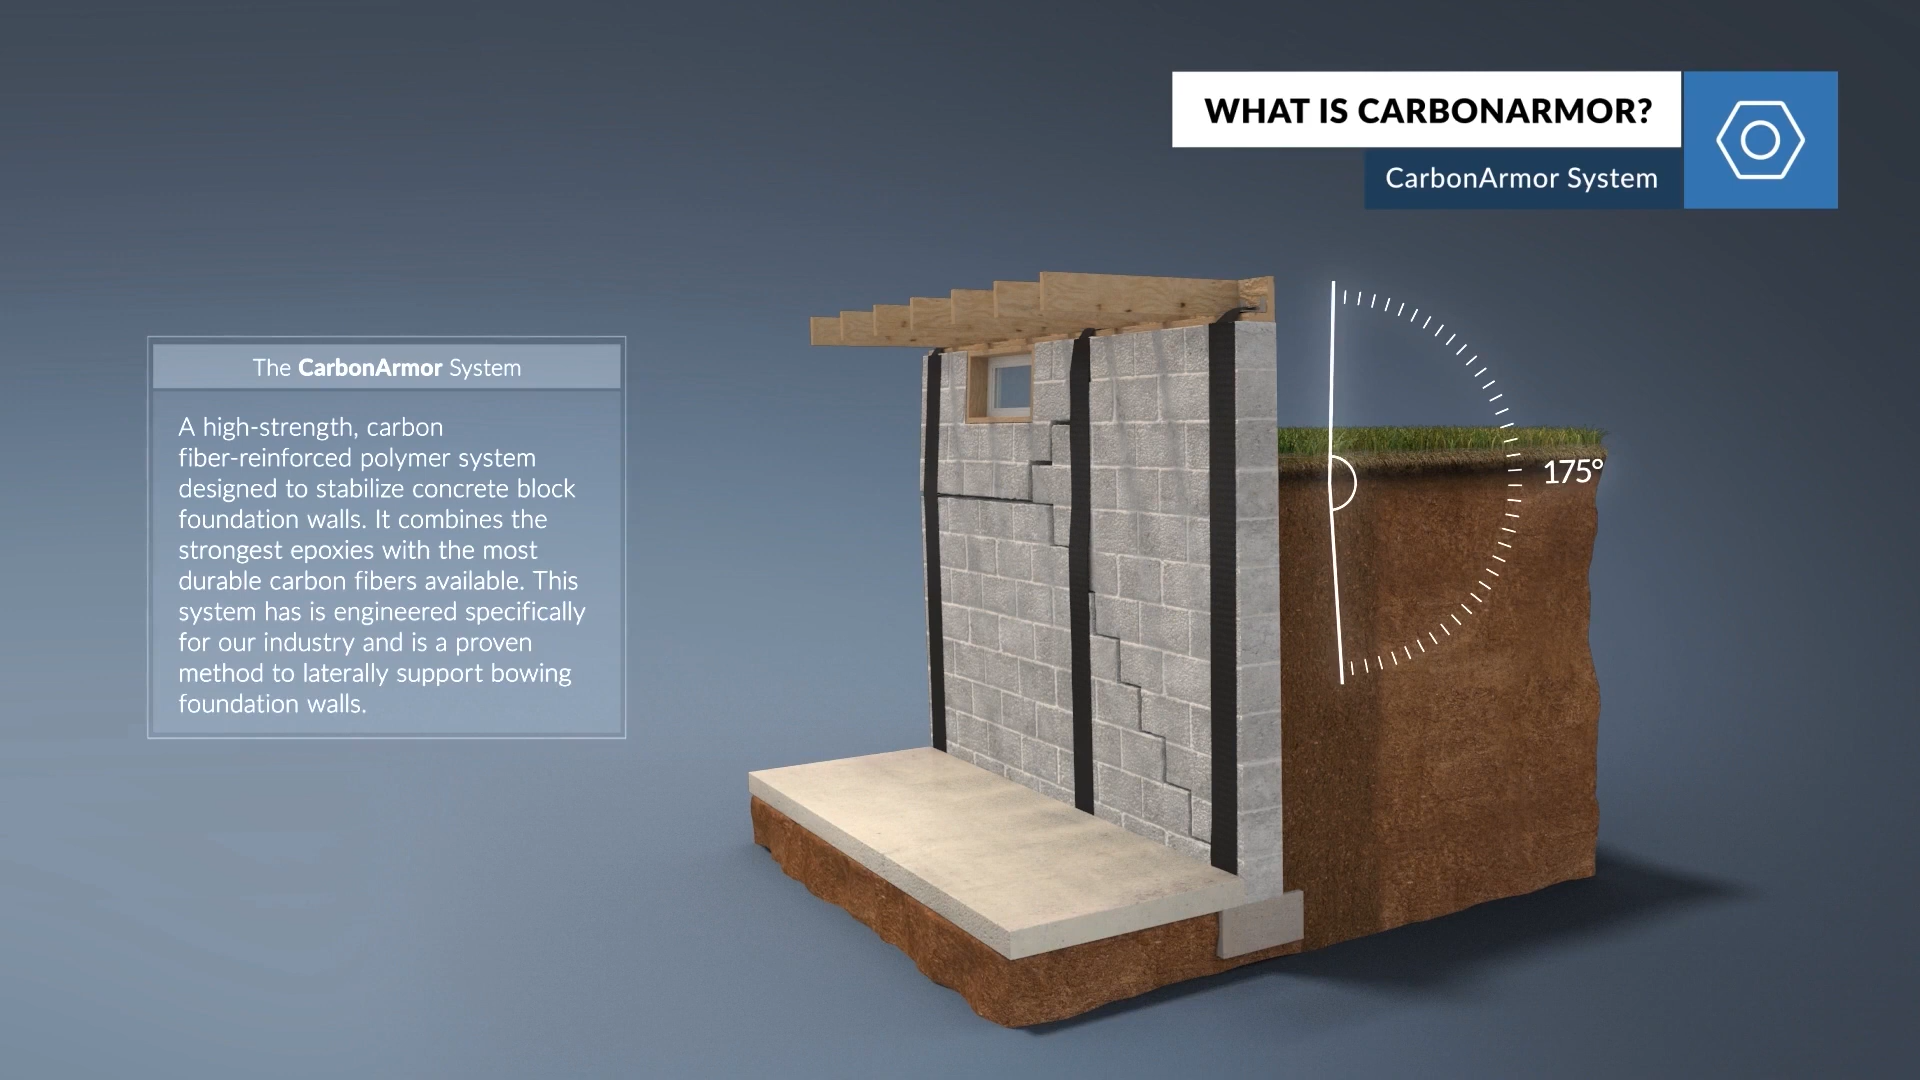 WHAT IS CARBONARMOR?
CarbonArmor System
The CarbonArmor System
A high-strength, carbon
fiber-reinforced polymer system
designed to stabilize concrete block
foundation walls. It combines the
strongest epoxies with the most
durable carbon fibers available. This
system has is engineered specifically
for our industry and is a proven
method to laterally support bowing
foundation walls.
175°